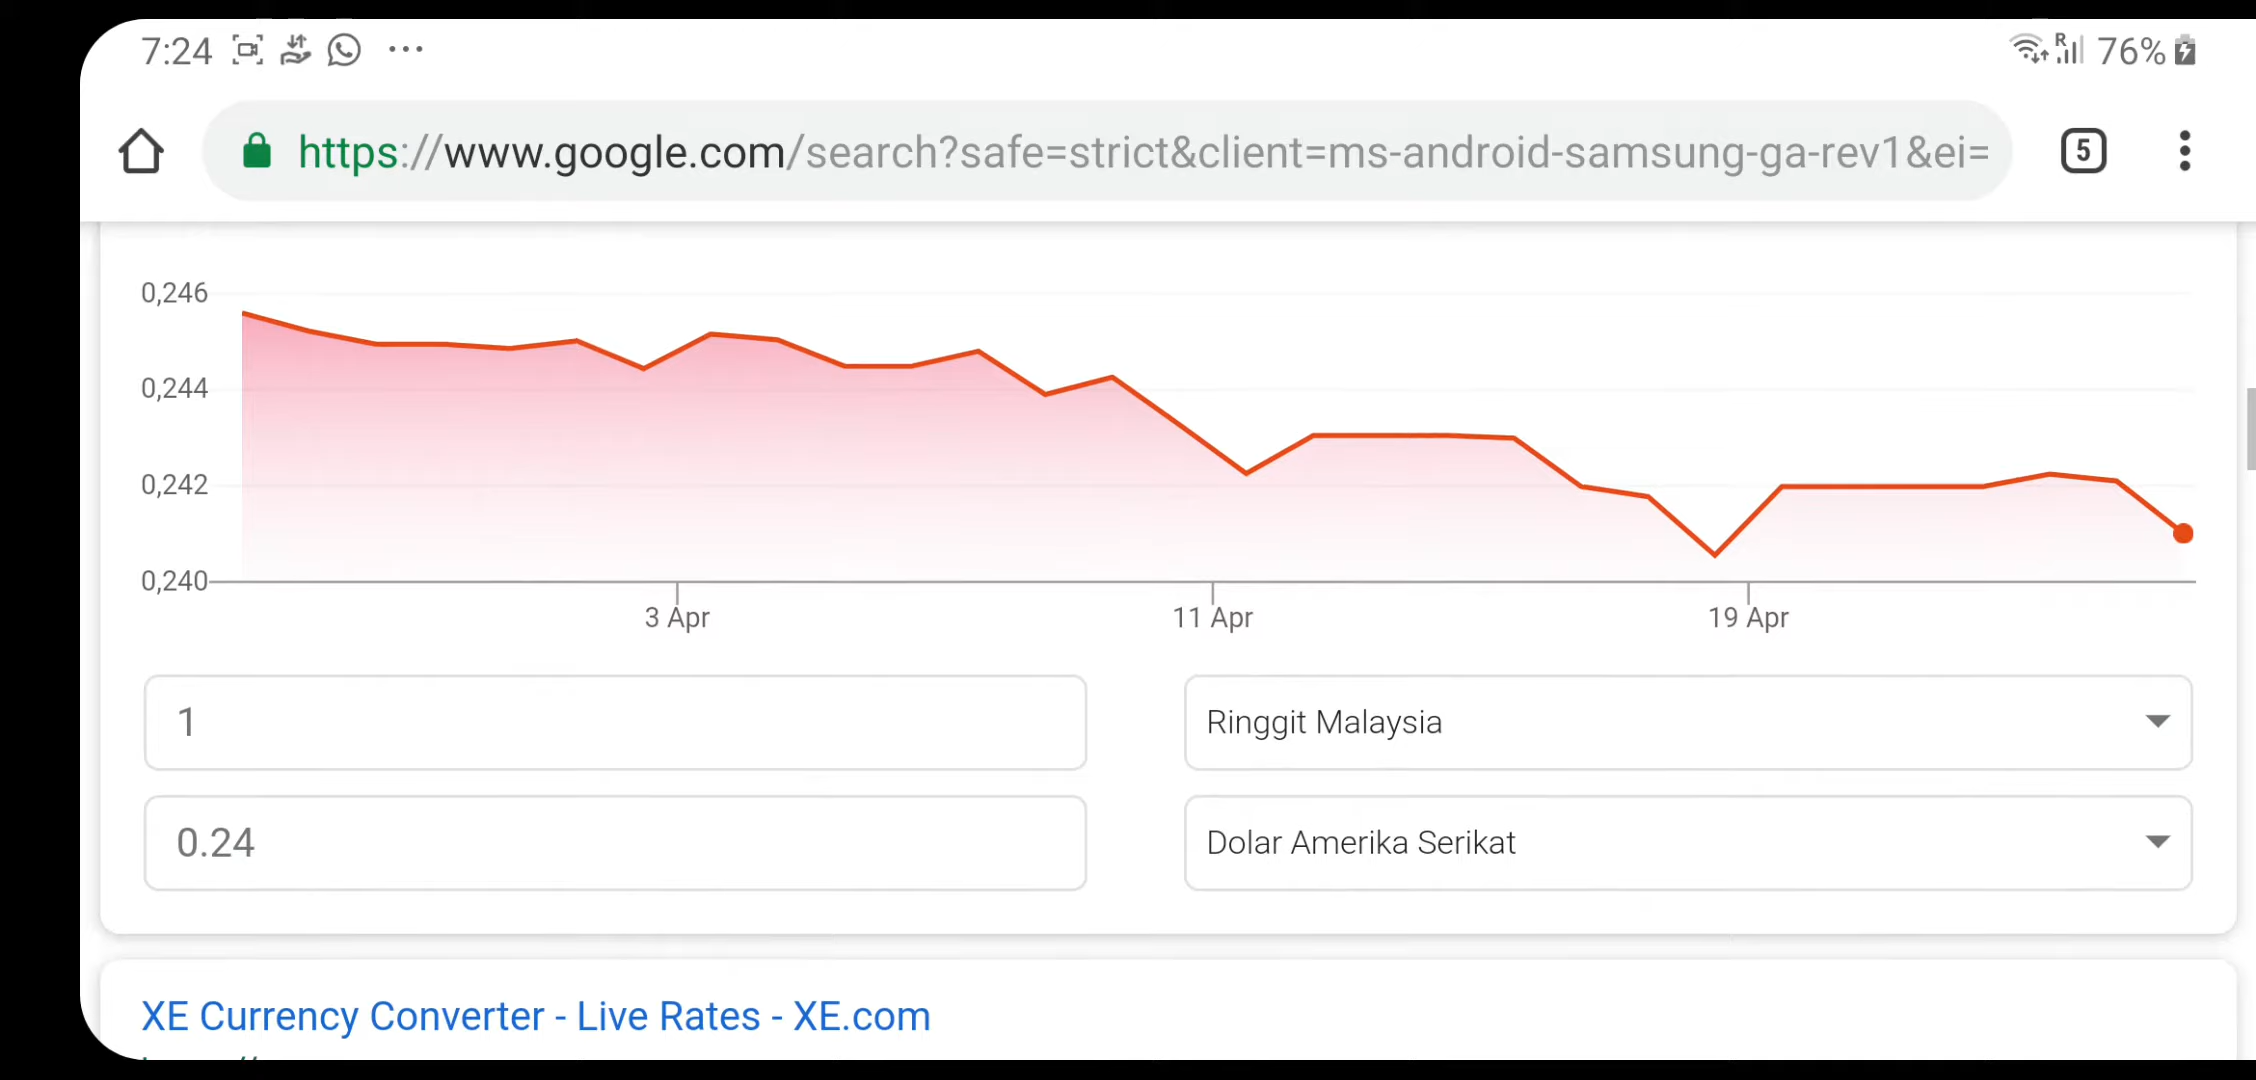 7:24 ... R 76%
https://www.google.com/search?safe=strict&client=ms-android-samsung-ga-rev1&ei= 5
0,246
0,244
0,242
0,240
3 Apr 11 Apr 19 Apr
1 Ringgit Malaysia
0.24 Dolar Amerika Serikat
XE Currency Converter - Live Rates - XE.com